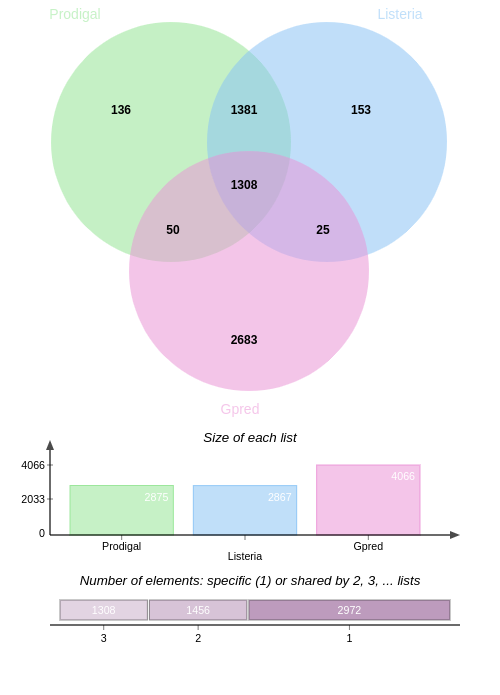 Prodigal Listeria
136 1381 153
1308
50 25
2683
Gpred
Size of each list
4066
2033
0
2875 2867 4066
Prodigal Listeria Gpred
Number of elements: specific (1) or shared by 2, 3, ... lists
1308 1456 2972
3 2 1